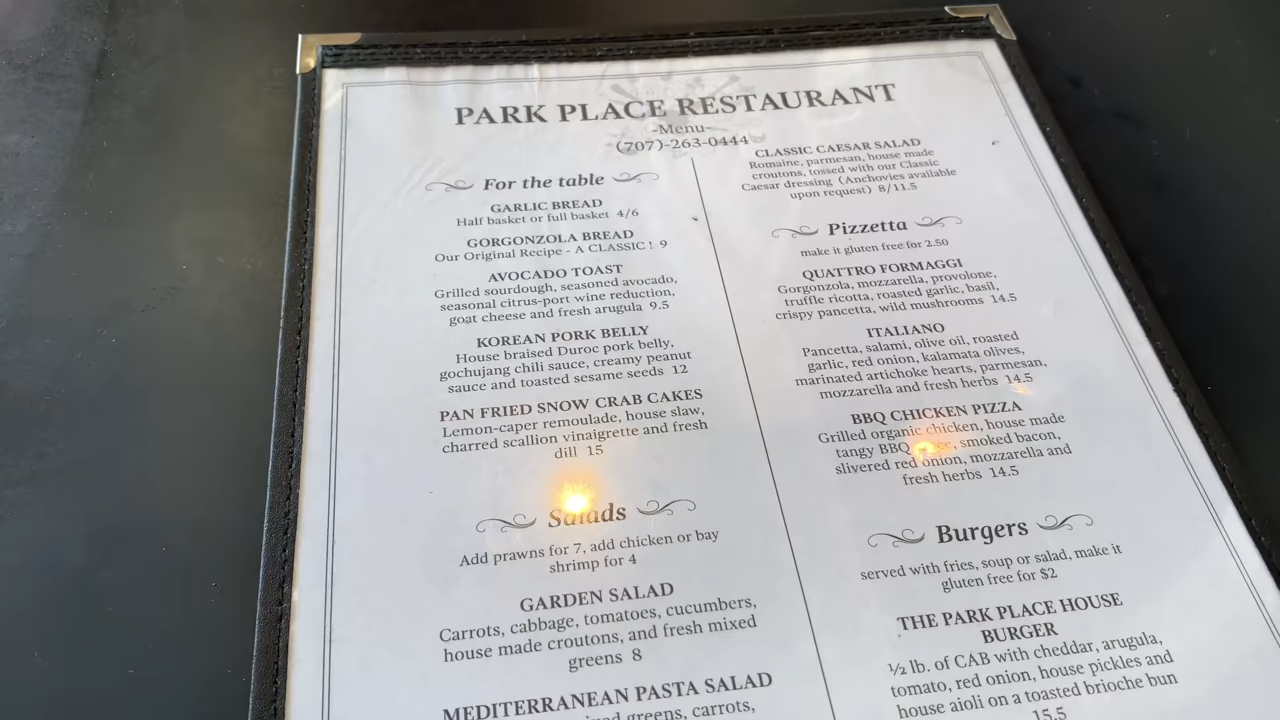 PARK PLACE RESTAURANT
-Menu-
(707)-263-0444
For the table
GARLIC BREAD
Half basket or full basket 4/6
GORGONZOLA BREAD
Our Original Recipe - A CLASSIC ! 9
AVOCADO TOAST
Grilled sourdough, seasoned avocado,
seasonal citrus-port wine reduction,
goat cheese and fresh arugula 9.5
KOREAN PORK BELLY
House braised Duroc pork belly,
gochujang chili sauce, creamy peanut
sauce and toasted sesame seeds 12
PAN FRIED SNOW CRAB CAKES
Lemon-caper remoulade, house slaw,
charred scallion vinaigrette and fresh
dill 15
Salads
Add prawns for 7, add chicken or bay
shrimp for 4
GARDEN SALAD
Carrots, cabbage, tomatoes, cucumbers,
house made croutons, and fresh mixed
greens 8
MEDITERRANEAN PASTA SALAD
greens, carrots,
CLASSIC CAESAR SALAD
Romaine, parmesan, house made
croutons, tossed with our Classic
Caesar dressing (Anchovies available
upon request) 8/11.5
Pizzetta
make it gluten free for 2.50
QUATTRO FORMAGGI
Gorgonzola, mozzarella, provolone,
truffle ricotta, roasted garlic, basil,
crispy pancetta, wild mushrooms 14.5
ITALIANO
Pancetta, salami, olive oil, roasted
garlic, red onion, kalamata olives,
marinated artichoke hearts, parmesan,
mozzarella and fresh herbs 14.5
BBQ CHICKEN PIZZA
Grilled organic chicken, house made
tangy BBQ , smoked bacon,
slivered red onion, mozzarella and
fresh herbs 14.5
Burgers
served with fries, soup or salad, make it
gluten free for $2
THE PARK PLACE HOUSE
BURGER
½ lb. of CAB with cheddar, arugula,
tomato, red onion, house pickles and
house aioli on a toasted brioche bun
15.5